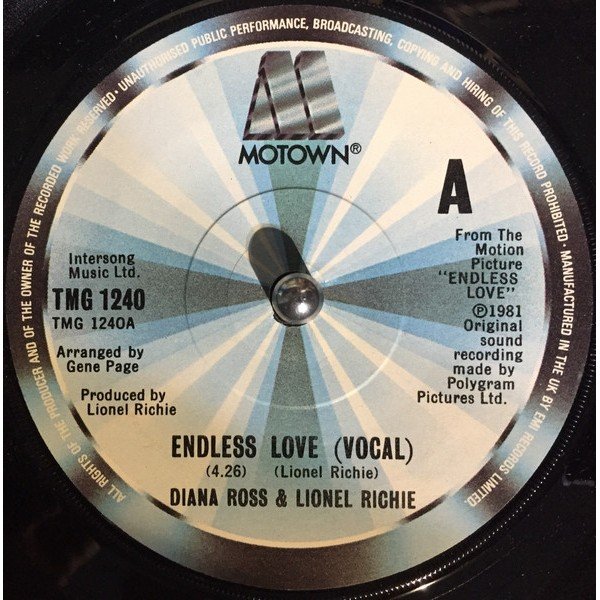 ALL RIGHTS OF THE PRODUCER AND OF THE OWNER OF THE RECORDED WORK RESERVED · UNAUTHORISED PUBLIC PERFORMANCE, BROADCASTING, COPYING AND HIRING OF THIS RECORD PROHIBITED · MANUFACTURED IN THE UK BY EMI RECORDS LIMITED
M
MOTOWN®
A
Intersong
Music Ltd.
TMG 1240
TMG 1240A
Arranged by
Gene Page
Produced by
Lionel Richie
From The
Motion
Picture
"ENDLESS
LOVE"
℗1981
Original
sound
recording
made by
Polygram
Pictures Ltd.
ENDLESS LOVE (VOCAL)
(4.26) (Lionel Richie)
DIANA ROSS & LIONEL RICHIE